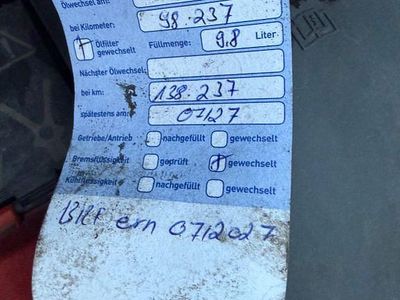 Ölwechsel am:
bei Kilometer: 98.237
Ölfilter gewechselt Füllmenge: 9,8 Liter
Nächster Ölwechsel:
bei km: 138.237
spätestens am: 07/27
Getriebe/Antrieb nachgefüllt gewechselt
Bremsflüssigkeit geprüft gewechselt
Kühlflüssigkeit nachgefüllt gewechselt
ern 07/2027